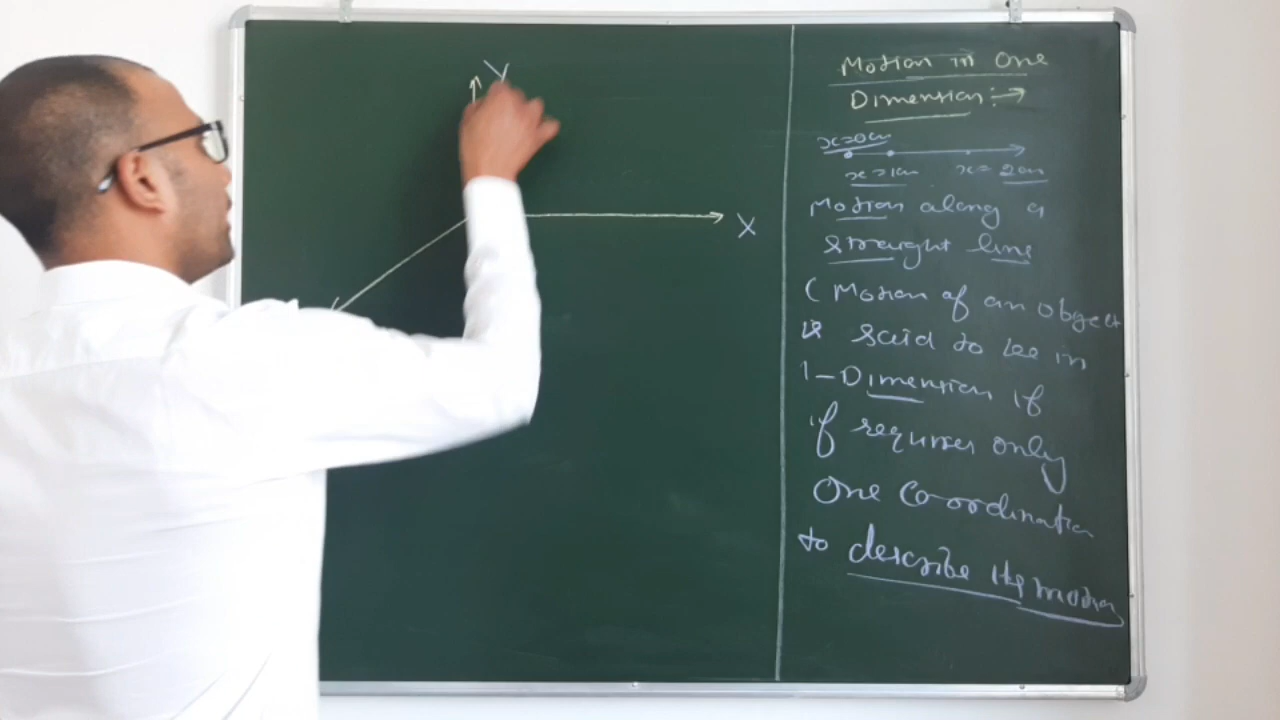 Y
X
Motion in One
Dimension :→
x=0cm
x=1cm x=2cm
Motion along a
straight line
( Motion of an object
is said to be in
1-Dimension if
if requires only
One Co-ordination
to describe its motion